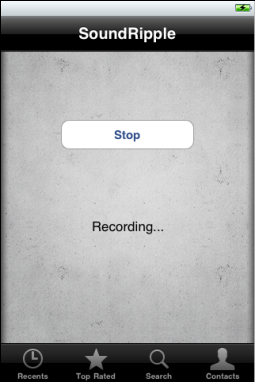 SoundRipple
Stop
Recording...
Recents Top Rated Search Contacts